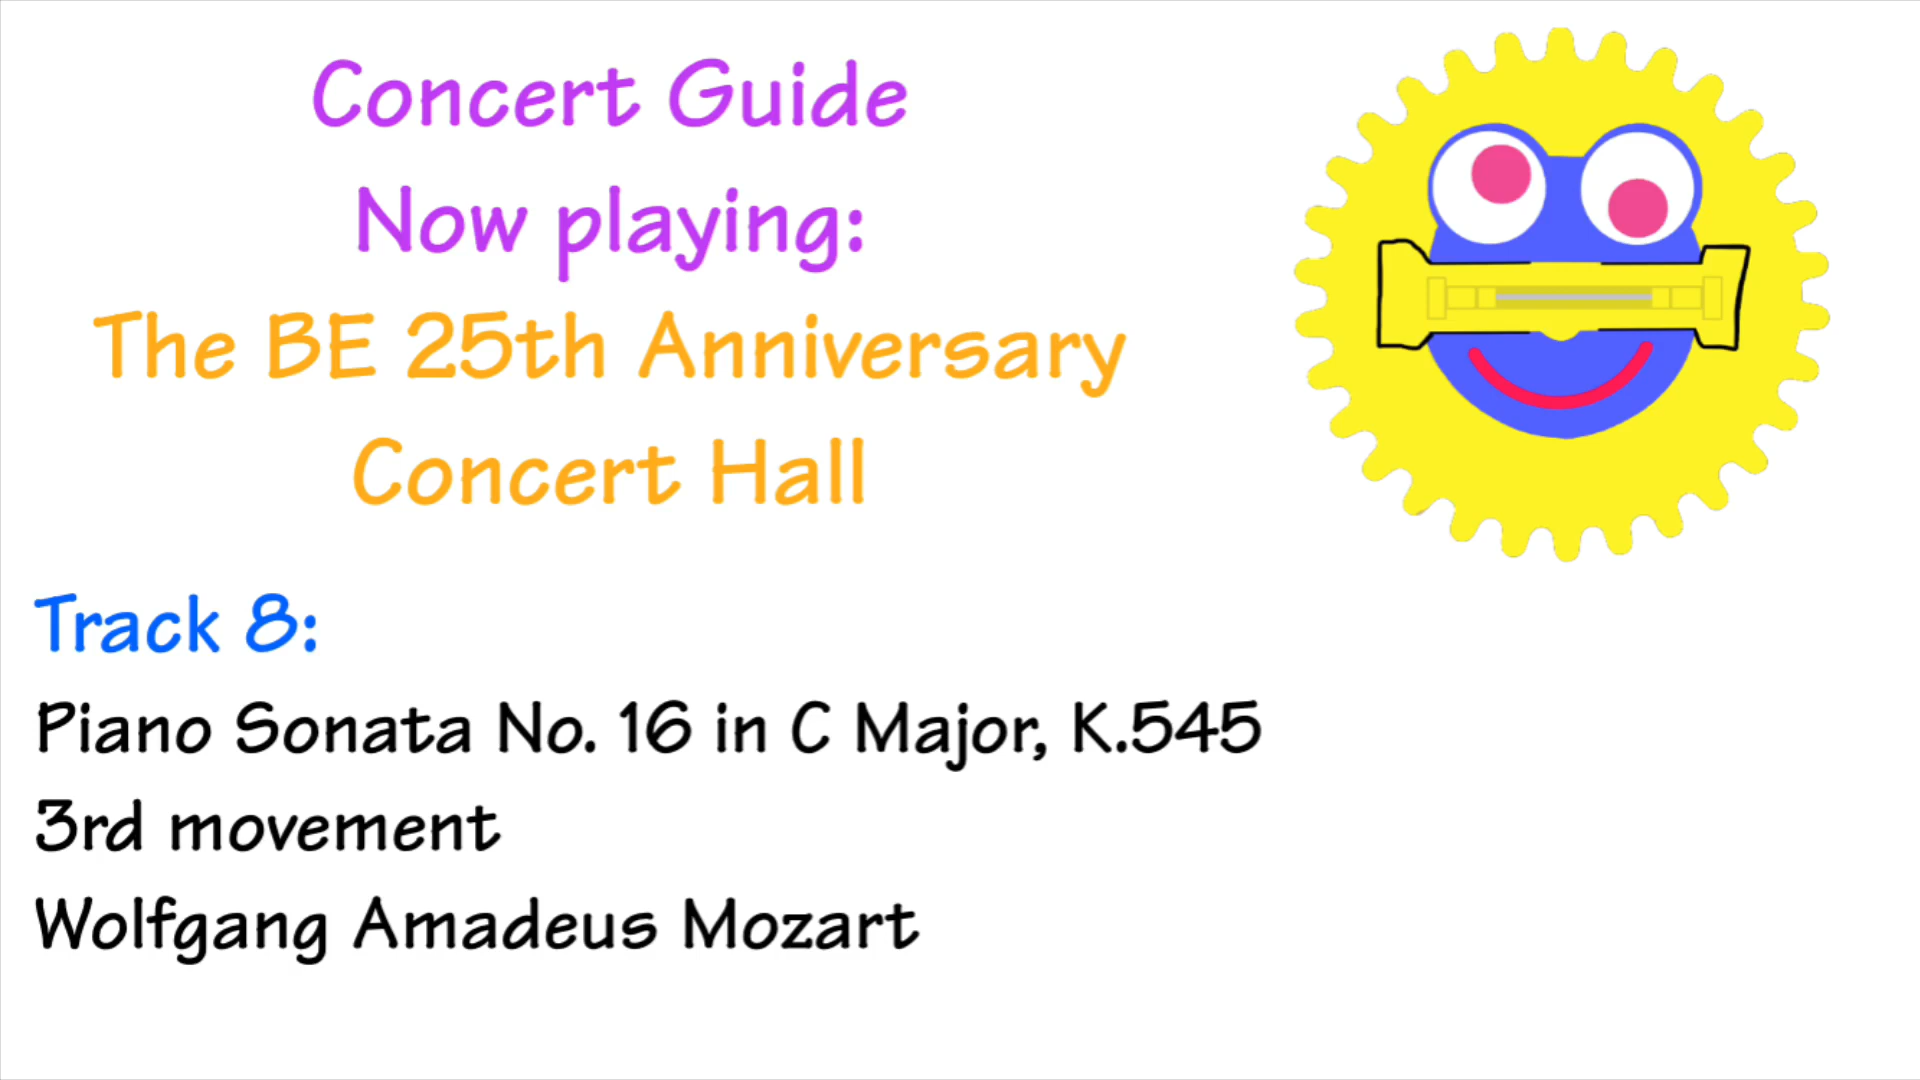 Concert Guide
Now playing:
The BE 25th Anniversary
Concert Hall
Track 8:
Piano Sonata No. 16 in C Major, K.545
3rd movement
Wolfgang Amadeus Mozart